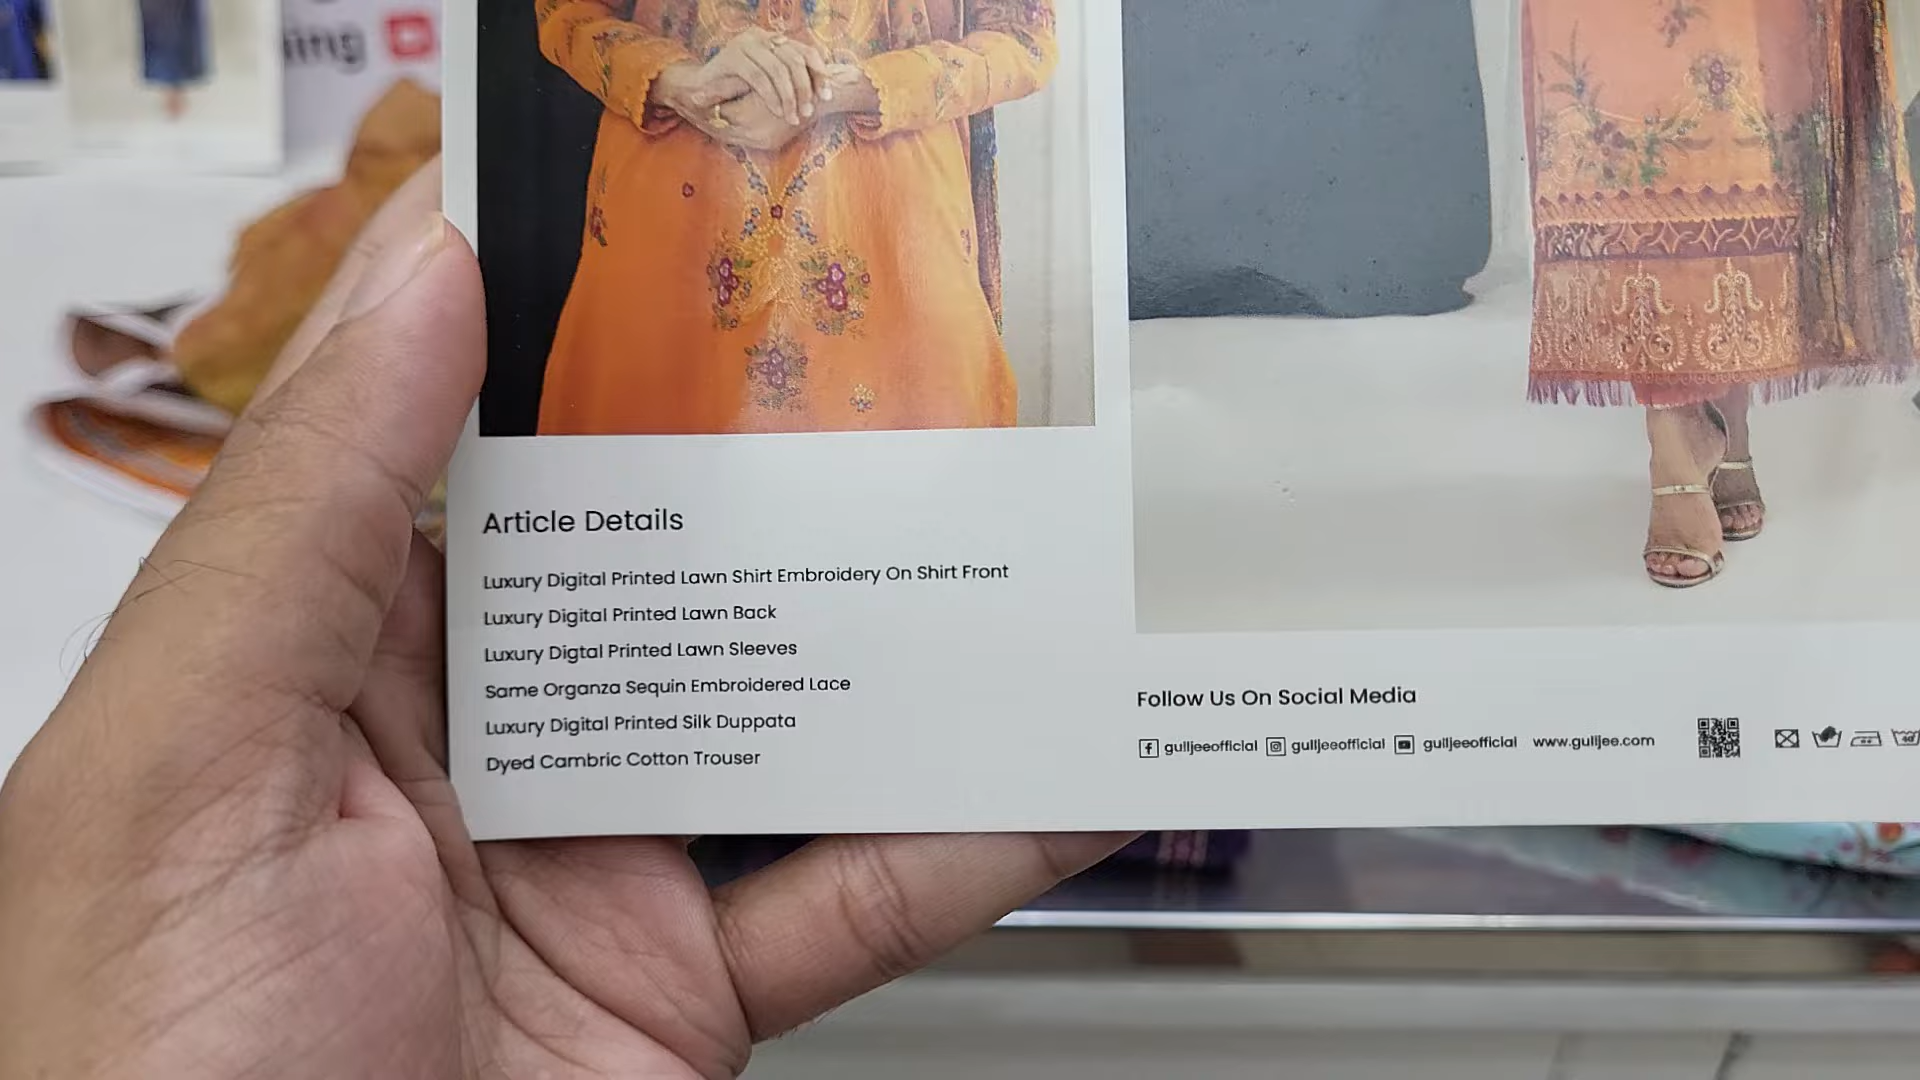 ing
Article Details
Luxury Digital Printed Lawn Shirt Embroidery On Shirt Front
Luxury Digital Printed Lawn Back
Luxury Digtal Printed Lawn Sleeves
Same Organza Sequin Embroidered Lace
Luxury Digital Printed Silk Duppata
Dyed Cambric Cotton Trouser
Follow Us On Social Media
gulljeeofficial gulljeeofficial gulljeeofficial www.gulljee.com